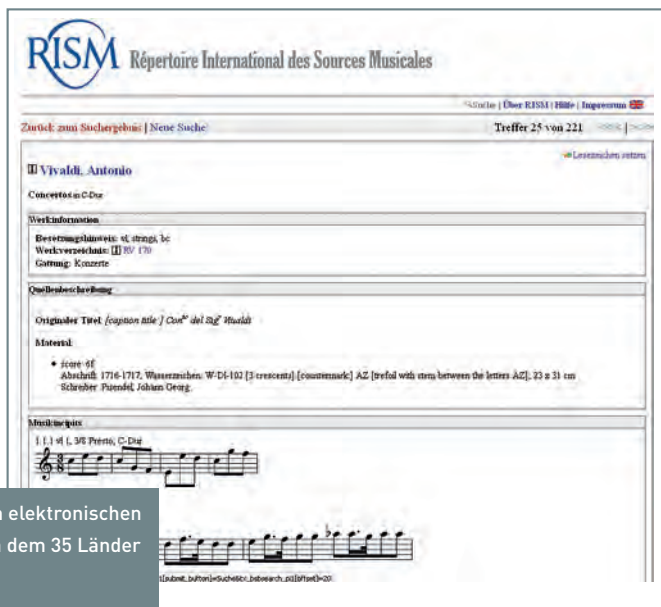 RISM Répertoire International des Sources Musicales
Suche | Über RISM | Hilfe | Impressum
Zurück zum Suchergebnis | Neue Suche
Treffer 25 von 221 <<< | >>>
Lesezeichen setzen
Vivaldi, Antonio
Concertos in C-Dur
Werkinformation
Besetzungshinweis: vl, strings, bc
Werkverzeichnis: RV 170
Gattung: Konzerte
Quellenbeschreibung
Originaler Titel: [caption title:] Con.to del Sig.r Viualdi
Material:
score: 6f
Abschrift 1716-1717, Wasserzeichen: W-Dl-102 [3 crescents] [countermark:] AZ [trefoil with stem between the letters AZ]; 23 x 31 cm
Schreiber: Pisendel, Johann Georg.
Musikincipits
1.1.1 vl 1, 3/8 Presto; C-Dur
elektronischen
dem 35 Länder